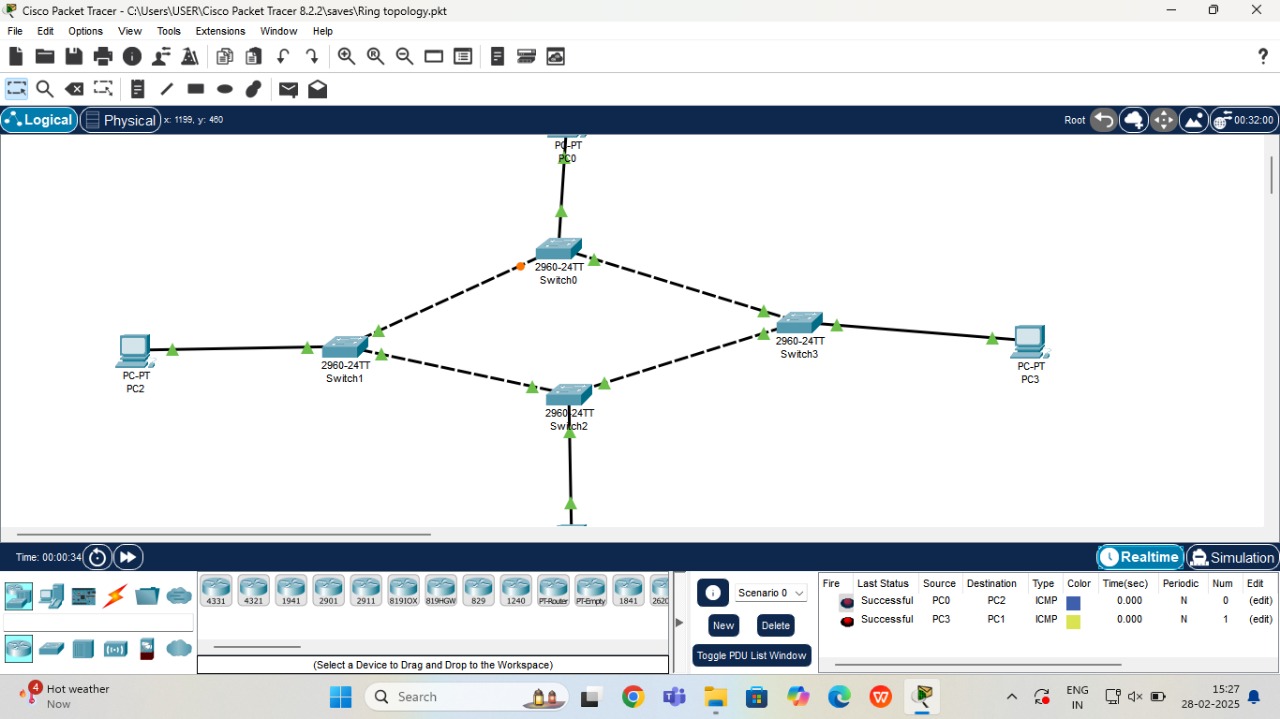 Cisco Packet Tracer - C:\Users\USER\Cisco Packet Tracer 8.2.2\saves\Ring topology.pkt
File Edit Options View Tools Extensions Window Help
?
Logical Physical x: 1199, y: 460 Root 00:32:00
PC-PT
PC0
2960-24TT
Switch0
2960-24TT
Switch3
PC-PT
PC3
2960-24TT
Switch1
PC-PT
PC2
2960-24TT
Switch2
Time: 00:00:34 Realtime Simulation
4331 4321 1941 2901 2911 819IOX 819HGW 829 1240 PT-Router PT-Empty 1841 2620
(Select a Device to Drag and Drop to the Workspace)
Scenario 0
New Delete
Toggle PDU List Window
Fire Last Status Source Destination Type Color Time(sec) Periodic Num Edit
Successful PC0 PC2 ICMP 0.000 N 0 (edit)
Successful PC3 PC1 ICMP 0.000 N 1 (edit)
4 Hot weather
Now
Search
ENG
IN
15:27
28-02-2025